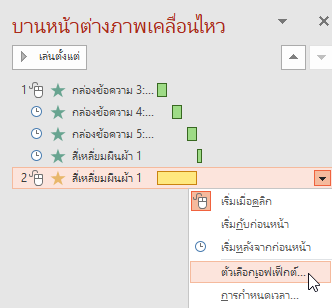 บานหน้าต่างภาพเคลื่อนไหว
เล่นตั้งแต่
1 กล่องข้อความ 3:...
กล่องข้อความ 4:...
กล่องข้อความ 5:...
สี่เหลี่ยมผืนผ้า 1
2 สี่เหลี่ยมผืนผ้า 1
เริ่มเมื่อคลิก
เริ่มกับก่อนหน้า
เริ่มหลังจากก่อนหน้า
ตัวเลือกเอฟเฟ็กต์...
การกำหนดเวลา...